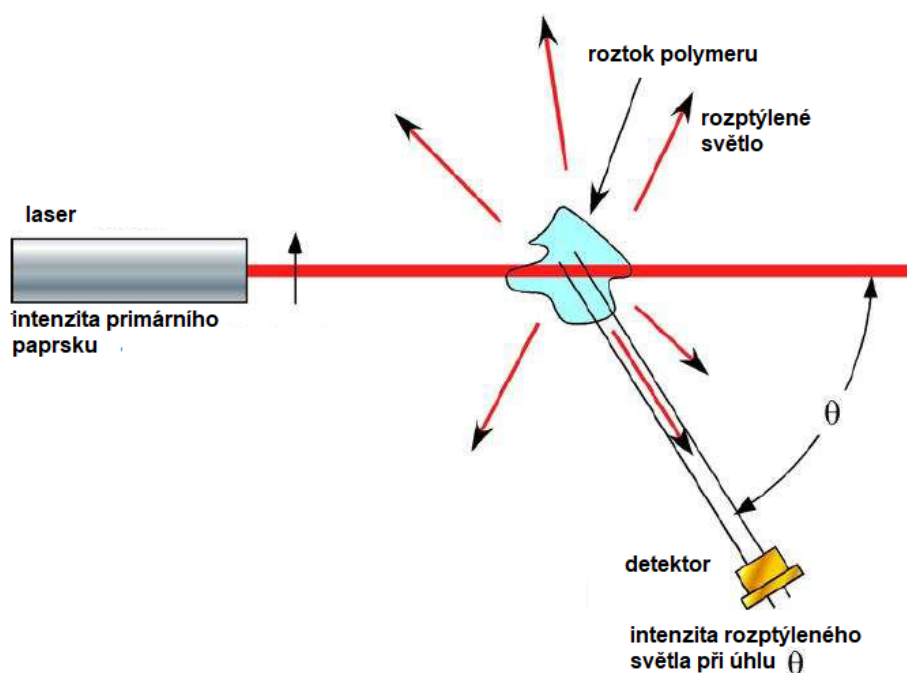 roztok polymeru
rozptýlené
světlo
laser
intenzita primárního
paprsku
θ
detektor
intenzita rozptýleného
světla při úhlu θ